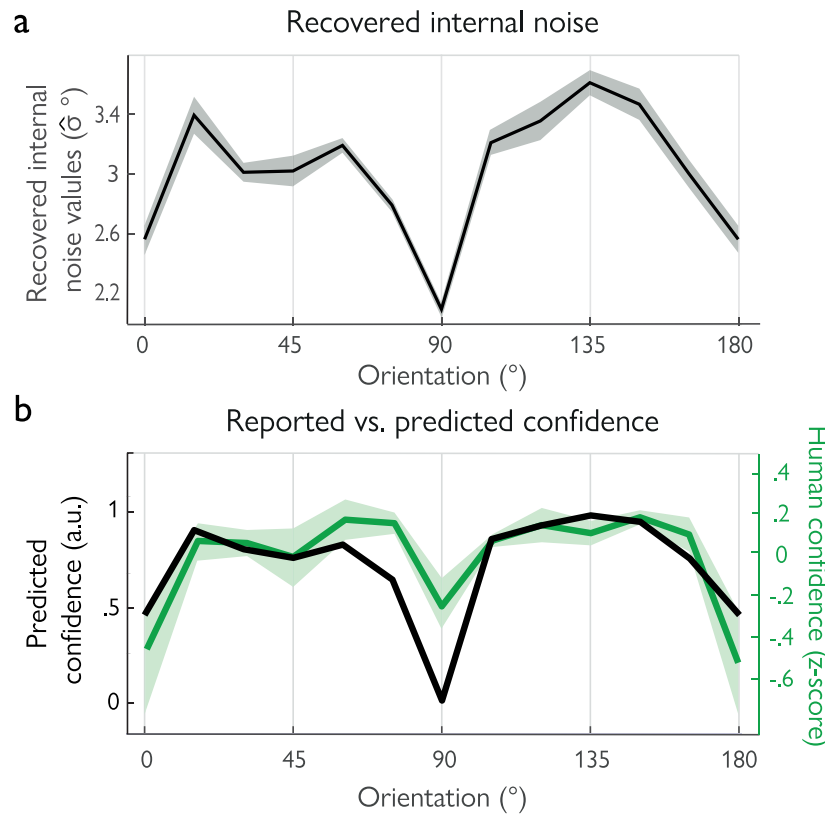 a
Recovered internal noise
Recovered internal
noise valules (σ̂ °)
3.4
3
2.6
2.2
0
45
90
135
180
Orientation (°)
b
Reported vs. predicted confidence
Predicted
confidence (a.u.)
1
.5
0
Human confidence (z-score)
.4
.2
0
-.2
-.4
-.6
0
45
90
135
180
Orientation (°)